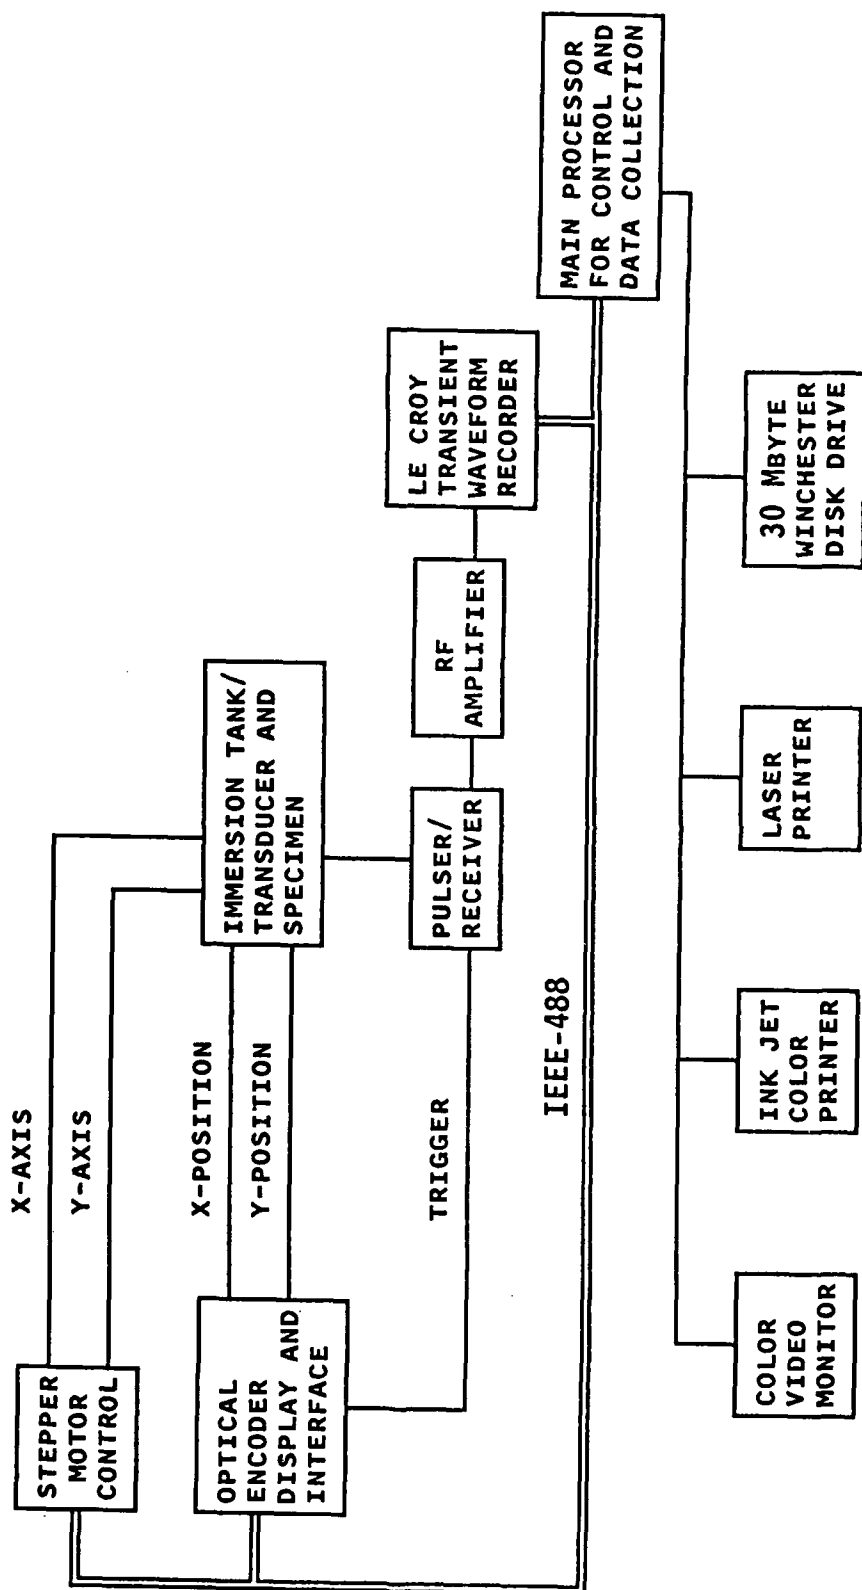 X-AXIS
STEPPER
MOTOR
CONTROL
Y-AXIS
IMMERSION TANK/
TRANSDUCER AND
SPECIMEN
X-POSITION
OPTICAL
ENCODER
DISPLAY AND
INTERFACE
Y-POSITION
LE CROY
TRANSIENT
WAVEFORM
RECORDER
RF
AMPLIFIER
PULSER/
RECEIVER
TRIGGER
MAIN PROCESSOR
FOR CONTROL AND
DATA COLLECTION
IEEE-488
COLOR
VIDEO
MONITOR
INK JET
COLOR
PRINTER
LASER
PRINTER
30 MBYTE
WINCHESTER
DISK DRIVE